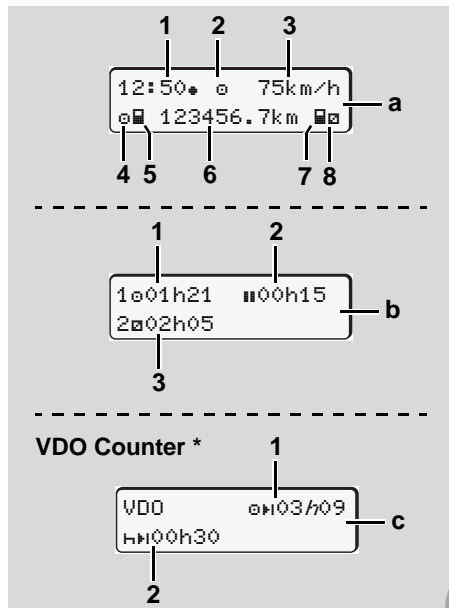 1 2 3
12:50● ⊙ 75km/h
a
⊙▮ 123456.7km ▮⍁
4 5 6 7 8
1 2
1⊙01h21 ▮▮00h15
b
2⍁02h05
3
VDO Counter * 1
VDO ⊙▶|03h09
c
▶|00h30
2